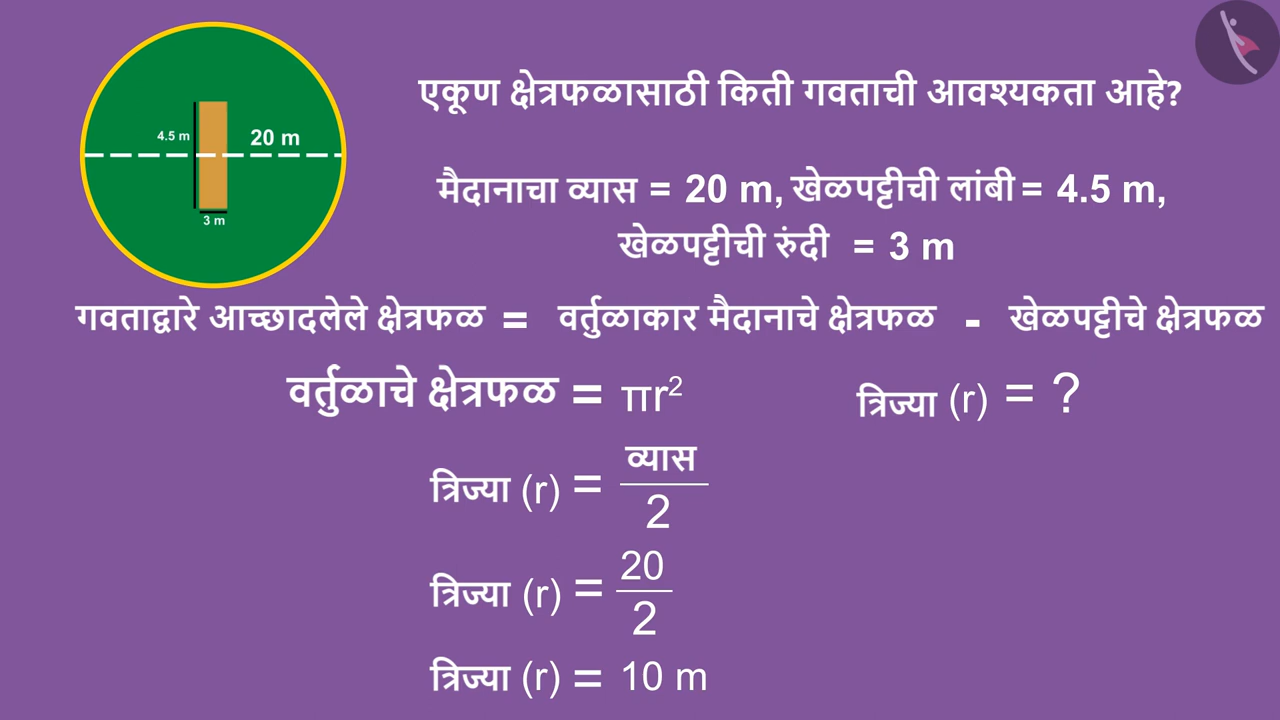 एकूण क्षेत्रफळासाठी किती गवताची आवश्यकता आहे?
4.5 m
20 m
3 m
मैदानाचा व्यास = 20 m, खेळपट्टीची लांबी = 4.5 m,
खेळपट्टीची रुंदी = 3 m
गवताद्वारे आच्छादलेले क्षेत्रफळ = वर्तुळाकार मैदानाचे क्षेत्रफळ - खेळपट्टीचे क्षेत्रफळ
वर्तुळाचे क्षेत्रफळ = πr²
त्रिज्या (r) = ?
त्रिज्या (r) = व्यास / 2
त्रिज्या (r) = 20 / 2
त्रिज्या (r) = 10 m